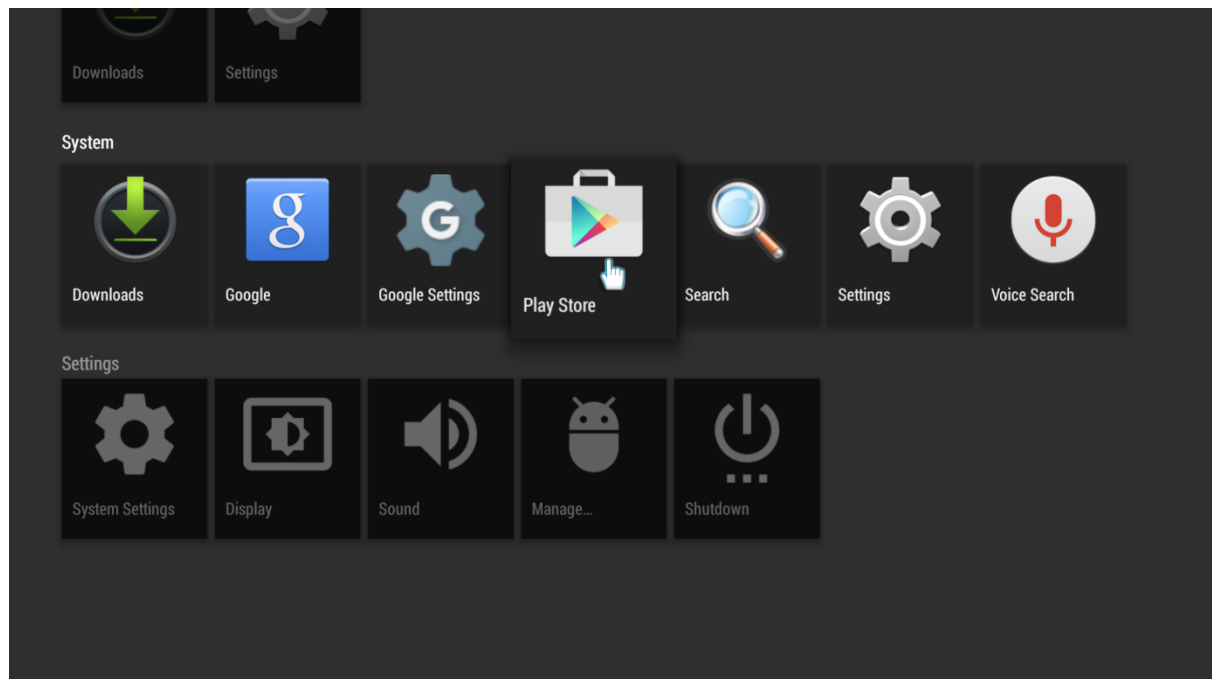 Downloads
Settings
System
Downloads
Google
Google Settings
Play Store
Search
Settings
Voice Search
Settings
System Settings
Display
Sound
Manage...
Shutdown